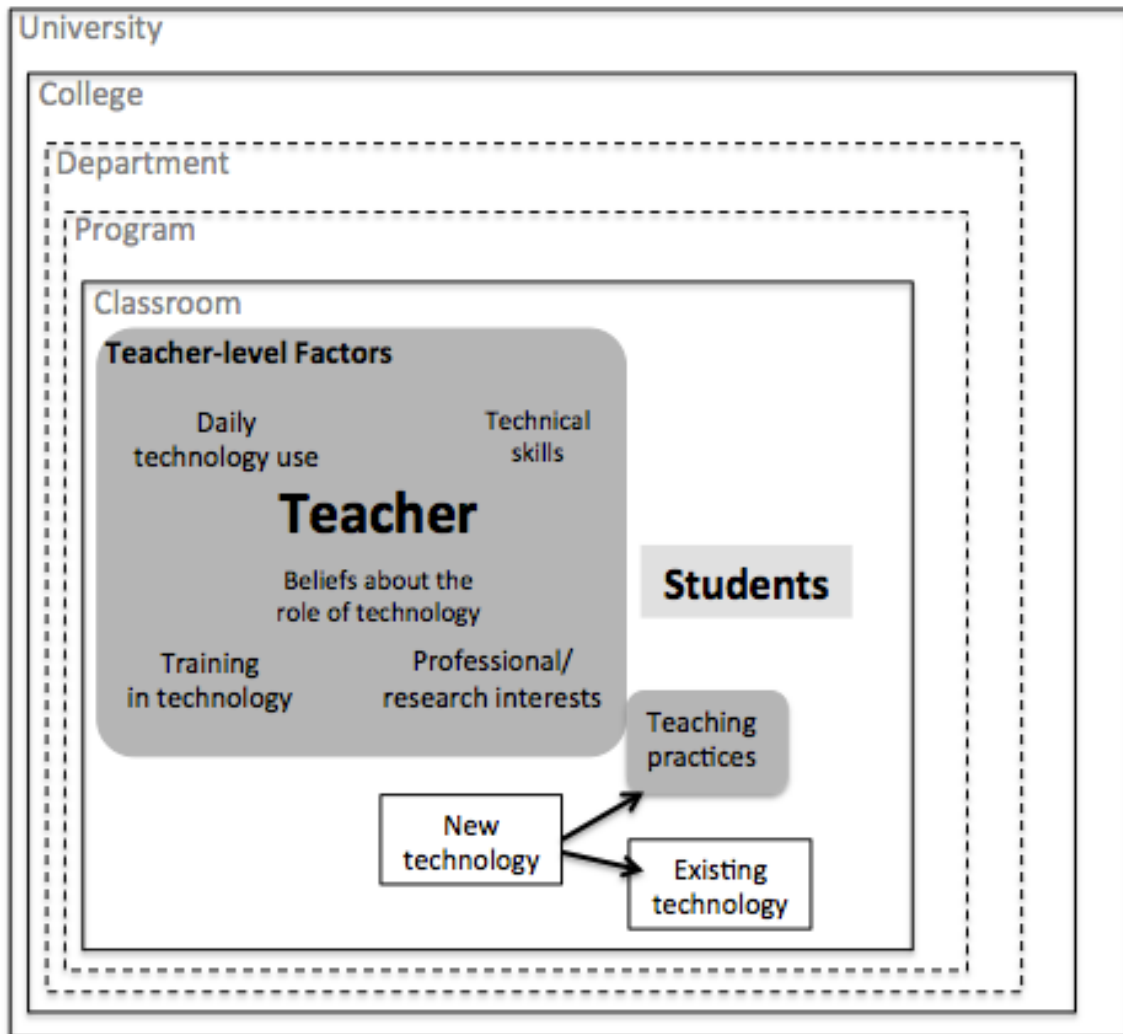 University
College
Department
Program
Classroom
Teacher-level Factors
Daily
technology use
Technical
skills
Teacher
Beliefs about the
role of technology
Training
in technology
Professional/
research interests
Students
Teaching
practices
New
technology
Existing
technology